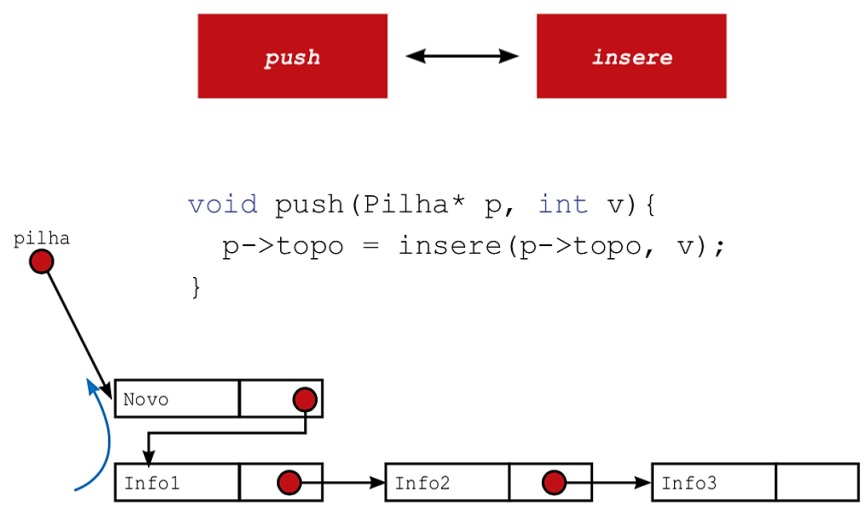 push
insere
void push(Pilha* p, int v){
p->topo = insere(p->topo, v);
}
pilha
Novo
Info1
Info2
Info3